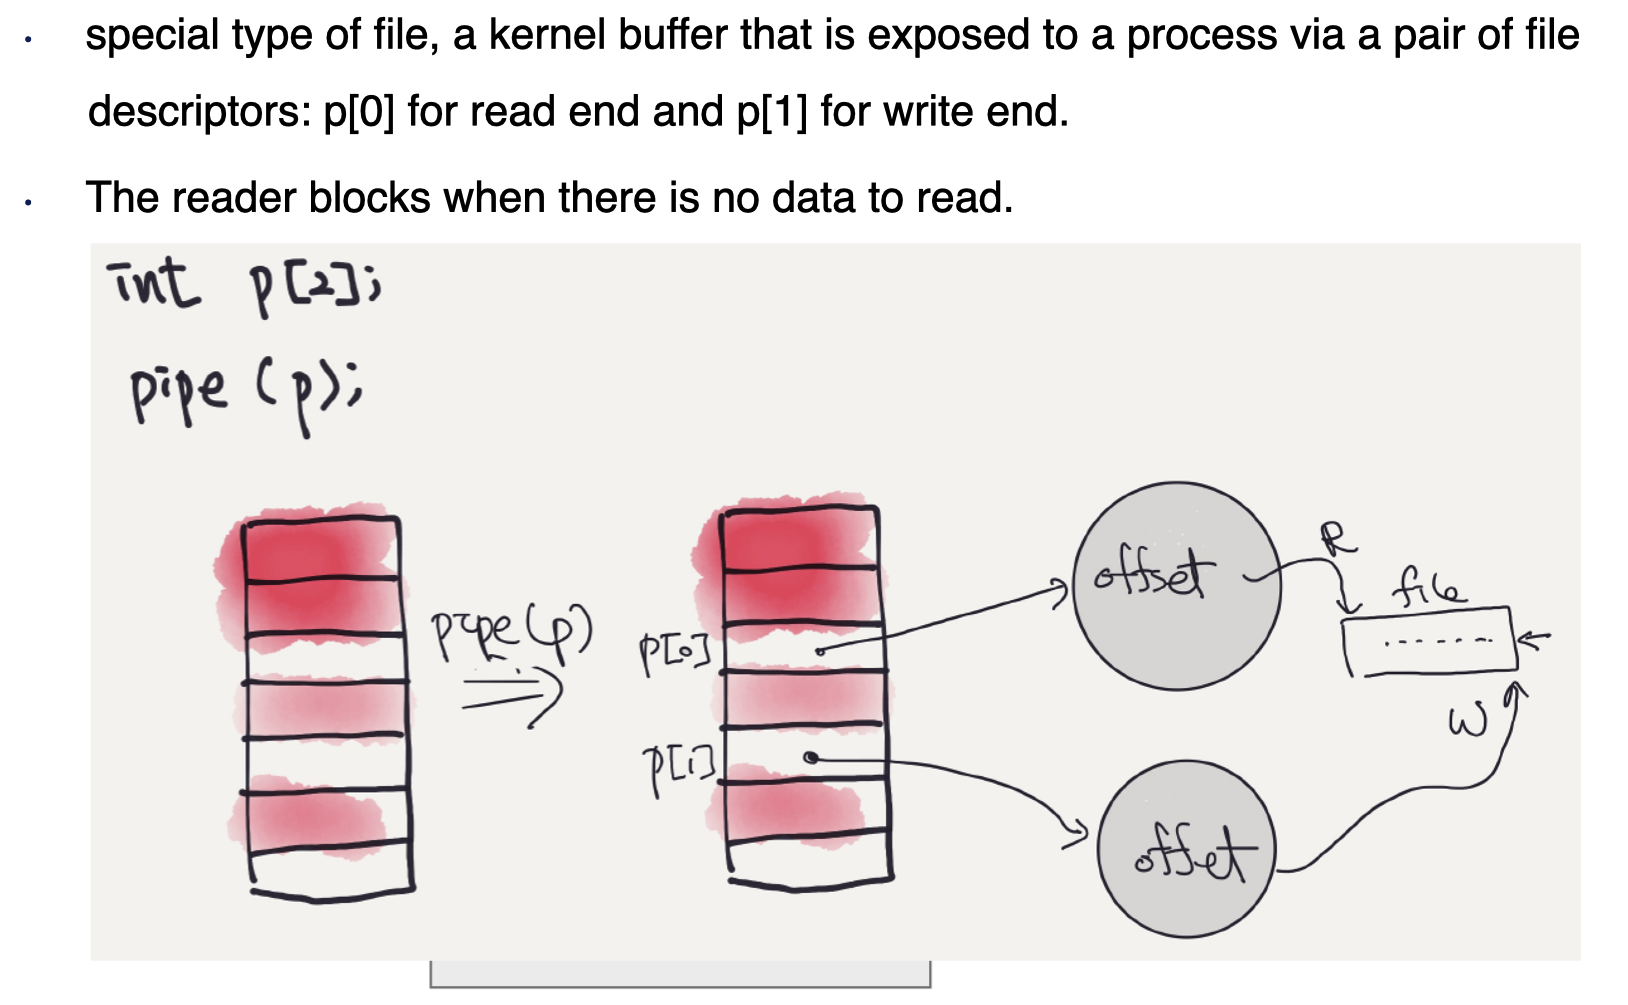 · special type of file, a kernel buffer that is exposed to a process via a pair of file
descriptors: p[0] for read end and p[1] for write end.
· The reader blocks when there is no data to read.
int p[2];
pipe (p);
pipe(p)
p[0]
p[1]
offset
R
file
W
offset